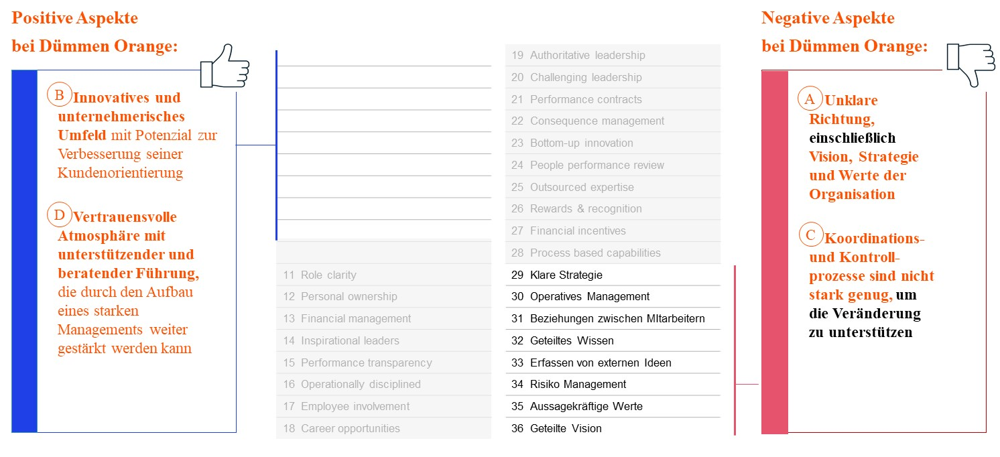 Positive Aspekte
bei Dümmen Orange:
B Innovatives und
unternehmerisches
Umfeld mit Potenzial zur
Verbesserung seiner
Kundenorientierung
D Vertrauensvolle
Atmosphäre mit
unterstützender und
beratender Führung,
die durch den Aufbau
eines starken
Managements weiter
gestärkt werden kann
11 Role clarity
12 Personal ownership
13 Financial management
14 Inspirational leaders
15 Performance transparency
16 Operationally disciplined
17 Employee involvement
18 Career opportunities
19 Authoritative leadership
20 Challenging leadership
21 Performance contracts
22 Consequence management
23 Bottom-up innovation
24 People performance review
25 Outsourced expertise
26 Rewards & recognition
27 Financial incentives
28 Process based capabilities
29 Klare Strategie
30 Operatives Management
31 Beziehungen zwischen MItarbeitern
32 Geteiltes Wissen
33 Erfassen von externen Ideen
34 Risiko Management
35 Aussagekräftige Werte
36 Geteilte Vision
Negative Aspekte
bei Dümmen Orange:
A Unklare
Richtung,
einschließlich
Vision, Strategie
und Werte der
Organisation
C Koordinations-
und Kontroll-
prozesse sind nicht
stark genug, um
die Veränderung
zu unterstützen